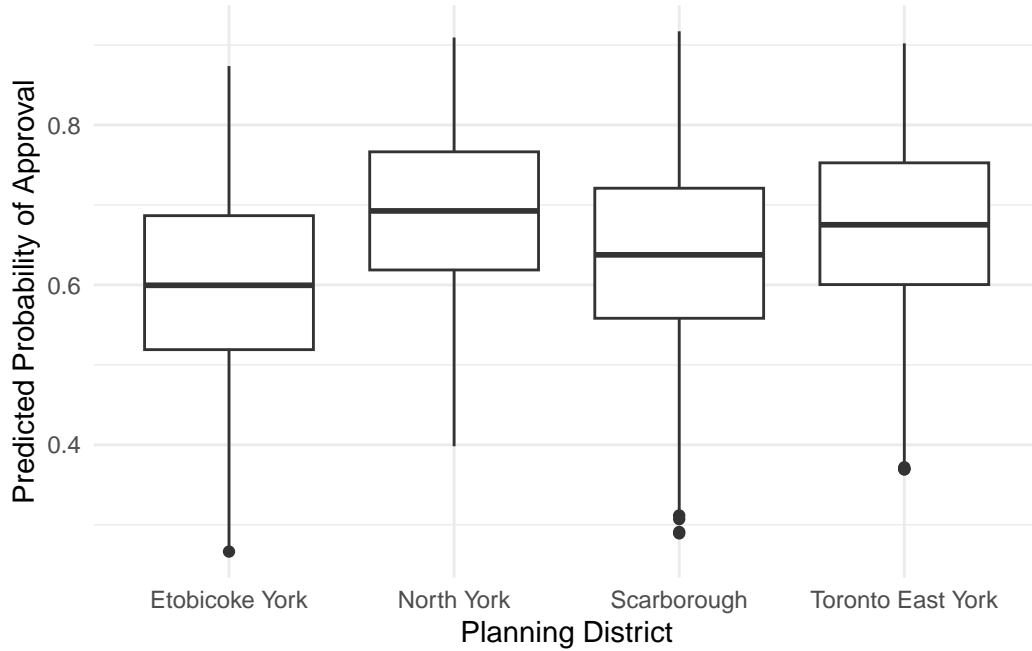 Predicted Probability of Approval
0.8
0.6
0.4
Etobicoke York
North York
Scarborough
Toronto East York
Planning District